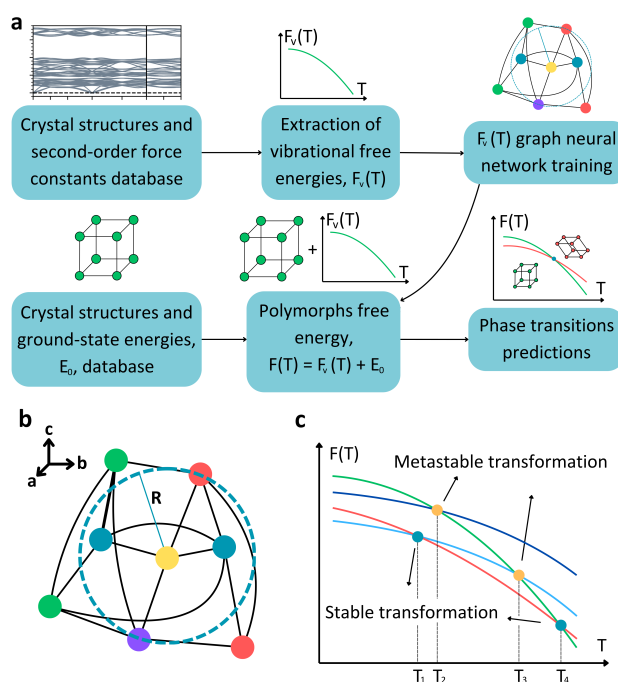 a
Fᵥ(T)
T
Crystal structures and
second-order force
constants database
Extraction of
vibrational free
energies, Fᵥ(T)
Fᵥ(T) graph neural
network training
+
Fᵥ(T)
T
F(T)
T
Crystal structures and
ground-state energies,
E₀, database
Polymorphs free
energy,
F(T) = Fᵥ(T) + E₀
Phase transitions
predictions
b
c
b
a
R
c
F(T)
Metastable transformation
Stable transformation
T
T₁ T₂ T₃ T₄